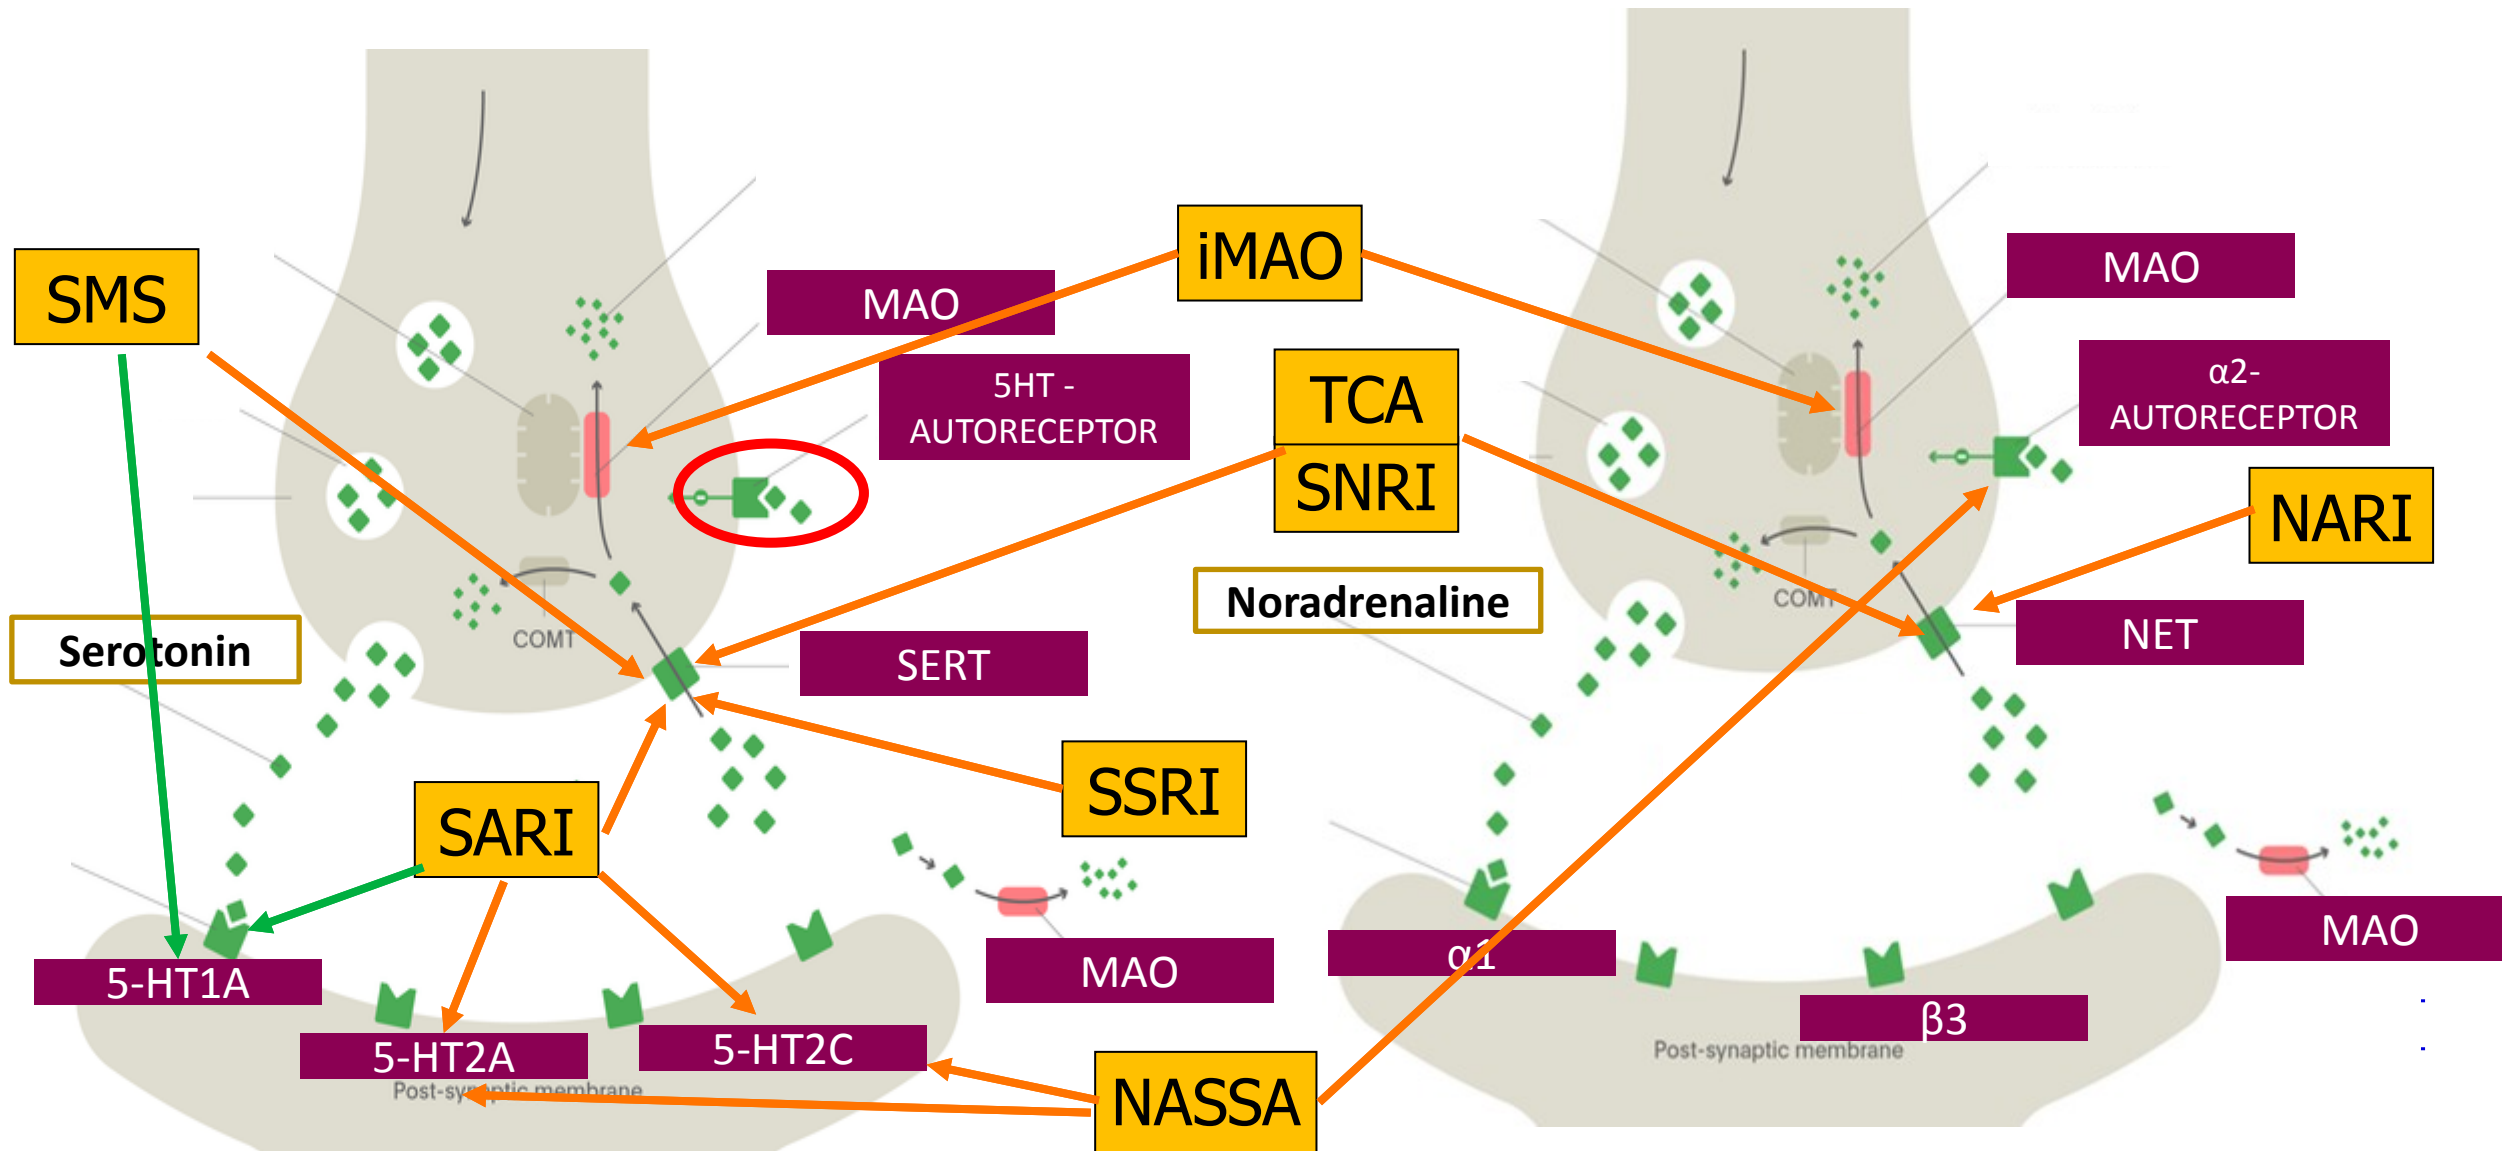 iMAO
MAO
SMS
MAO
α2-
AUTORECEPTOR
5HT -
AUTORECEPTOR
TCA
SNRI
NARI
COMT
Noradrenaline
COMT
Serotonin
SERT
NET
SSRI
SARI
MAO
MAO
α1
5-HT1A
5-HT2A
5-HT2C
β3
Post-synaptic membrane
Post-synaptic membrane
NASSA